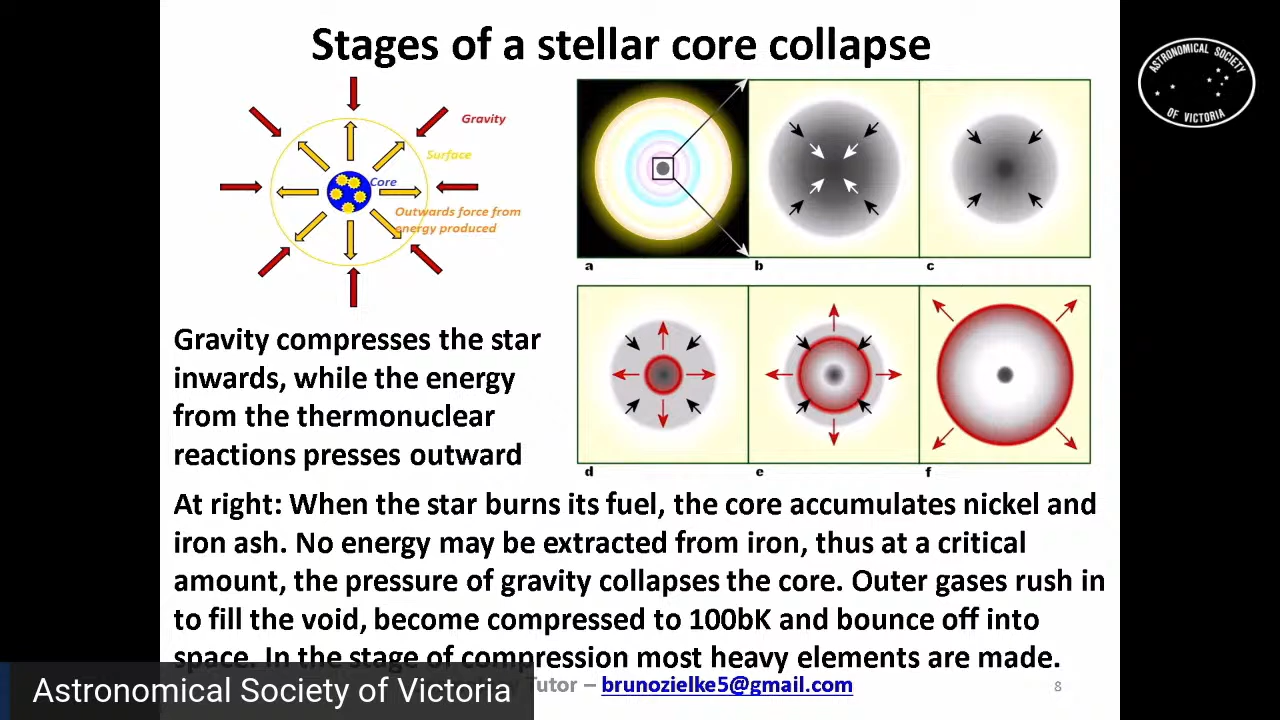 Stages of a stellar core collapse
ASTRONOMICAL SOCIETY
OF VICTORIA
Gravity
Surface
Core
Outwards force from
energy produced
a
b
c
d
e
f
Gravity compresses the star
inwards, while the energy
from the thermonuclear
reactions presses outward
At right: When the star burns its fuel, the core accumulates nickel and
iron ash. No energy may be extracted from iron, thus at a critical
amount, the pressure of gravity collapses the core. Outer gases rush in
to fill the void, become compressed to 100bK and bounce off into
space. In the stage of compression most heavy elements are made.
Tutor – brunozielke5@gmail.com
8
Astronomical Society of Victoria